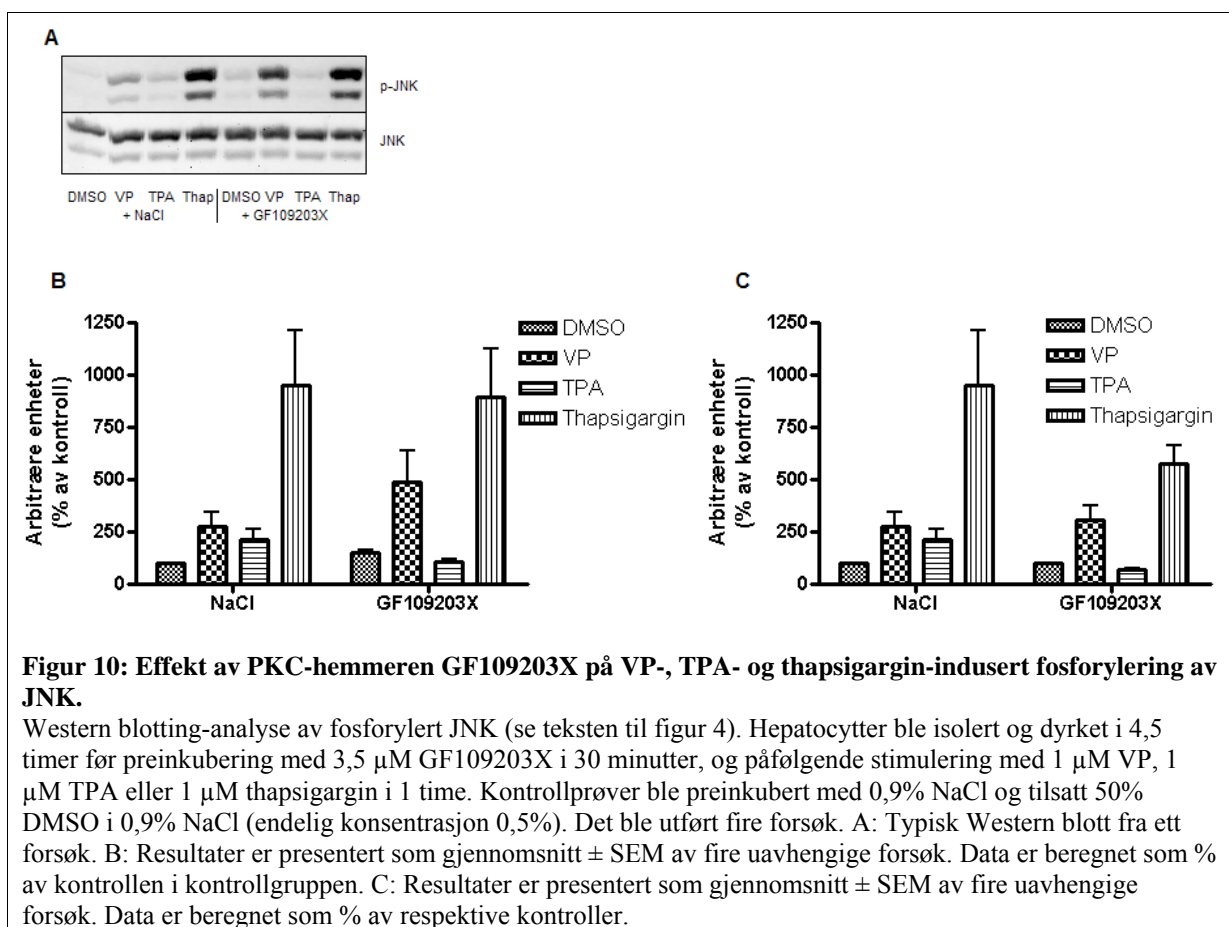 A
p-JNK
JNK
DMSO VP TPA Thap DMSO VP TPA Thap
+ NaCl + GF109203X
B
Arbitrære enheter
(% av kontroll)
1250
1000
750
500
250
0
NaCl GF109203X
DMSO
VP
TPA
Thapsigargin
C
Arbitrære enheter
(% av kontroll)
1250
1000
750
500
250
0
NaCl GF109203X
DMSO
VP
TPA
Thapsigargin
Figur 10: Effekt av PKC-hemmeren GF109203X på VP-, TPA- og thapsigargin-indusert fosforylering av
JNK.
Western blotting-analyse av fosforylert JNK (se teksten til figur 4). Hepatocytter ble isolert og dyrket i 4,5
timer før preinkubering med 3,5 µM GF109203X i 30 minutter, og påfølgende stimulering med 1 µM VP, 1
µM TPA eller 1 µM thapsigargin i 1 time. Kontrollprøver ble preinkubert med 0,9% NaCl og tilsatt 50%
DMSO i 0,9% NaCl (endelig konsentrasjon 0,5%). Det ble utført fire forsøk. A: Typisk Western blott fra ett
forsøk. B: Resultater er presentert som gjennomsnitt ± SEM av fire uavhengige forsøk. Data er beregnet som %
av kontrollen i kontrollgruppen. C: Resultater er presentert som gjennomsnitt ± SEM av fire uavhengige
forsøk. Data er beregnet som % av respektive kontroller.